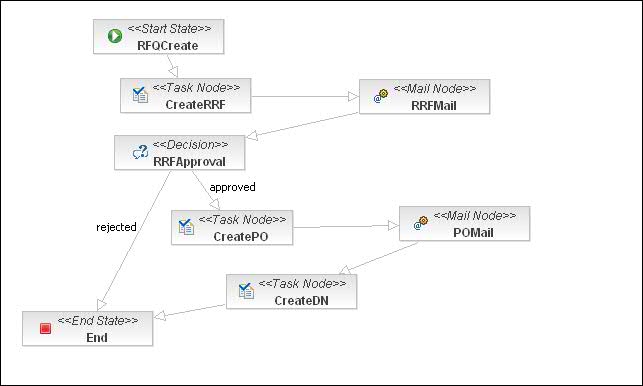 <<Start State>>
RFQCreate
<<Task Node>>
CreateRRF
<<Mail Node>>
RRFMail
<<Decision>>
RRFApproval
approved
rejected
<<Task Node>>
CreatePO
<<Mail Node>>
POMail
<<Task Node>>
CreateDN
<<End State>>
End